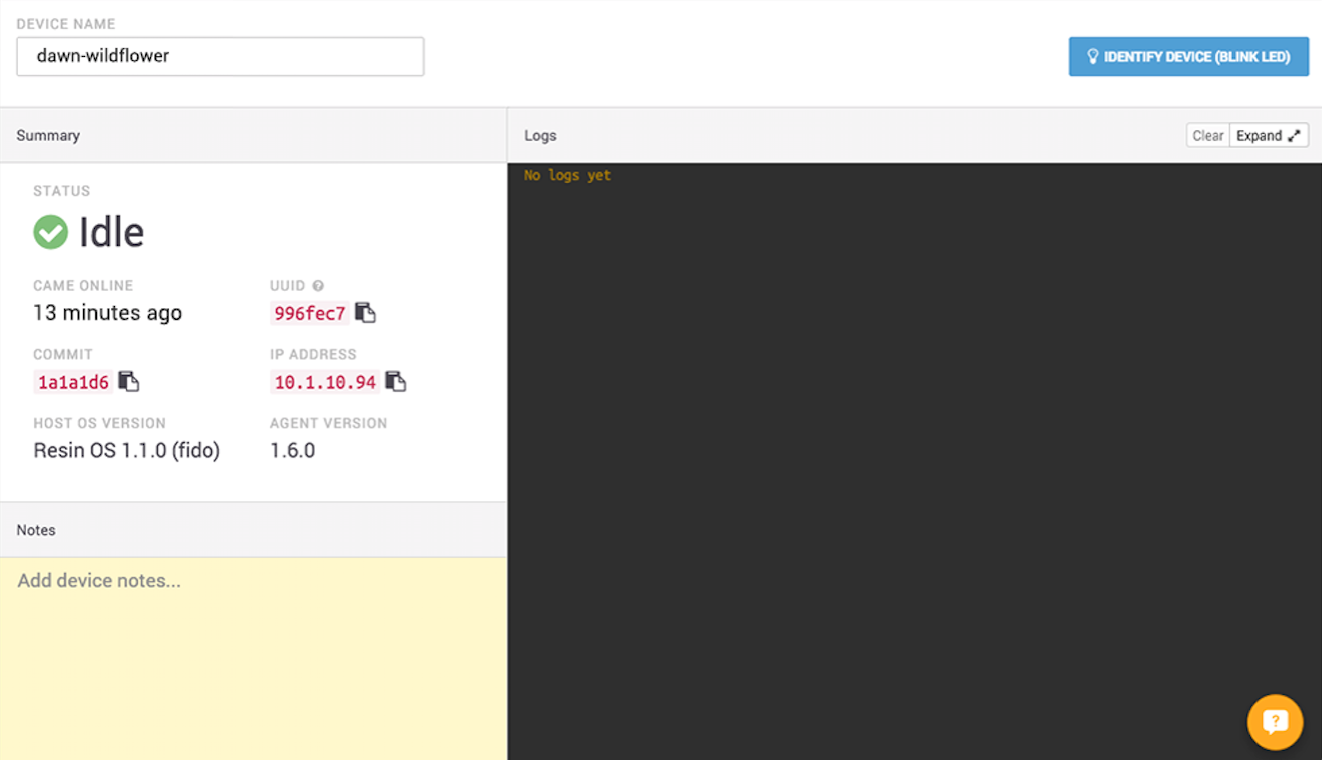 DEVICE NAME
dawn-wildflower
IDENTIFY DEVICE (BLINK LED)
Summary
STATUS
Idle
CAME ONLINE
13 minutes ago
UUID ?
996fec7
COMMIT
1a1a1d6
IP ADDRESS
10.1.10.94
HOST OS VERSION
Resin OS 1.1.0 (fido)
AGENT VERSION
1.6.0
Notes
Add device notes...
Logs
Clear Expand
No logs yet
?